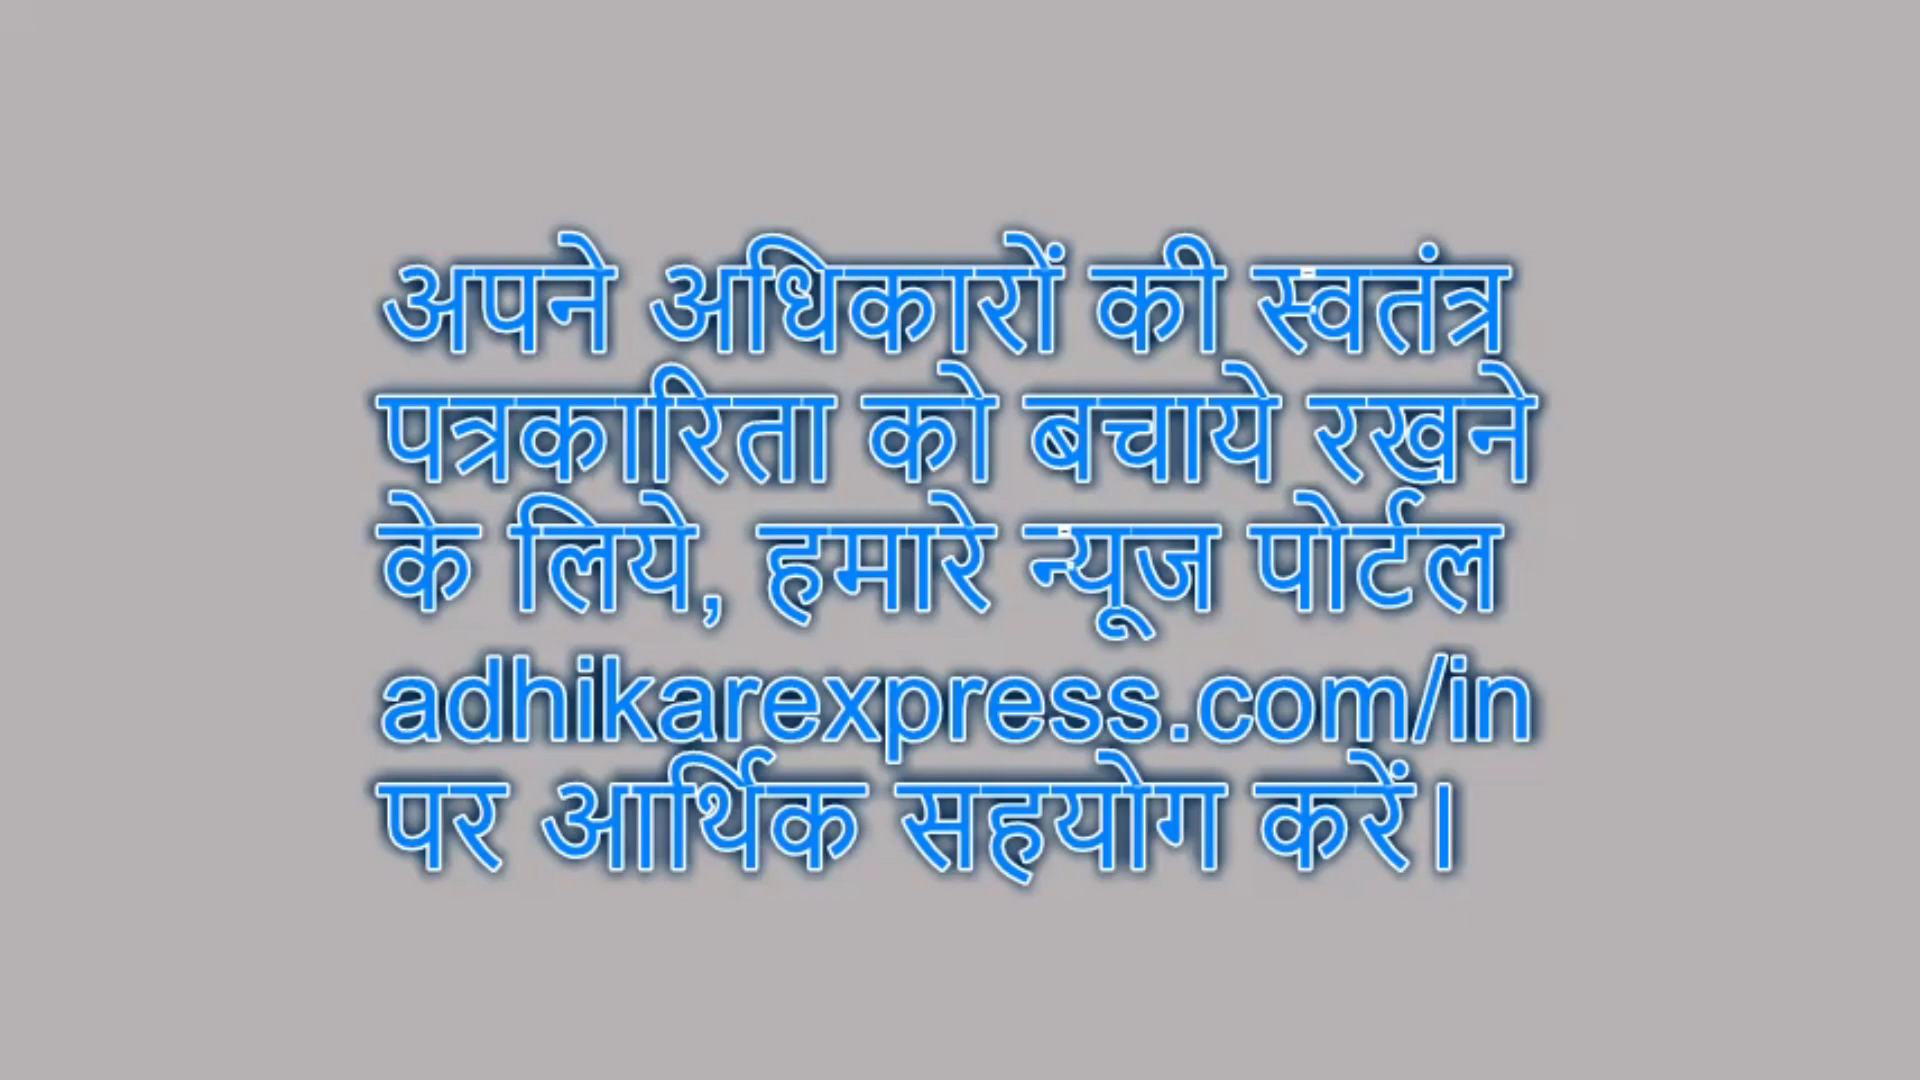 अपने अधिकारों की स्वतंत्र
पत्रकारिता को बचाये रखने
के लिये, हमारे न्यूज पोर्टल
adhikarexpress.com/in
पर आर्थिक सहयोग करें।